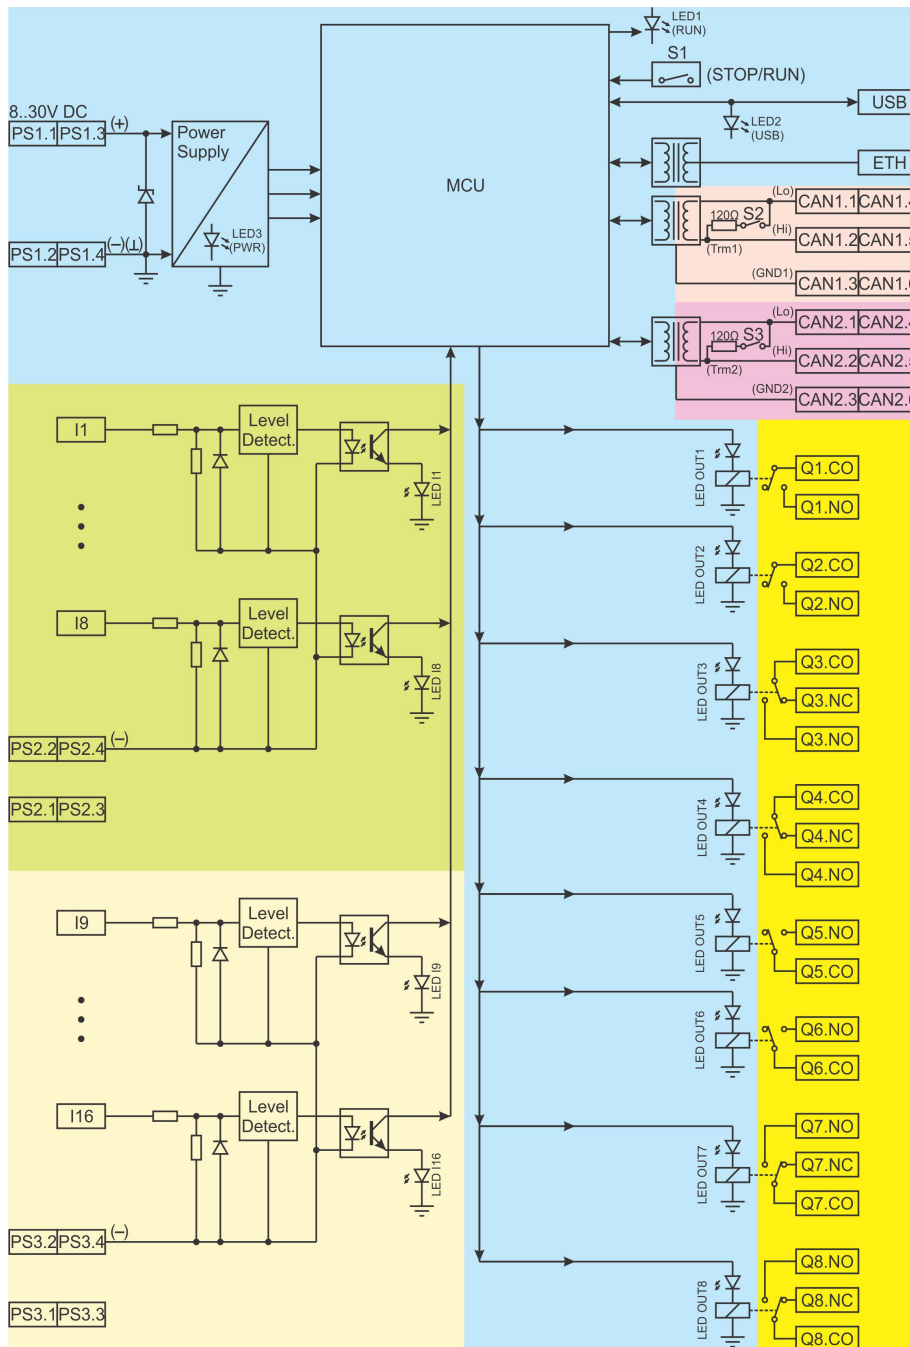 LED1
(RUN)
S1
(STOP/RUN)
USB
LED2
(USB)
8..30V DC
PS1.1 PS1.3 (+)
Power
Supply
MCU
ETH
(Lo)
CAN1.1
120Ω S2
LED3
(PWR)
PS1.2 PS1.4 (–)(⊥)
(Hi)
CAN1.2
(Trm1)
(GND1)
CAN1.3
(Lo)
CAN2.1
120Ω S3
(Hi)
CAN2.2
(Trm2)
(GND2)
CAN2.3
I1
Level
Detect.
LED I1
LED OUT1
Q1.CO
Q1.NO
LED OUT2
Q2.CO
Q2.NO
I8
Level
Detect.
LED I8
LED OUT3
Q3.CO
Q3.NC
Q3.NO
PS2.2 PS2.4 (–)
PS2.1 PS2.3
LED OUT4
Q4.CO
Q4.NC
Q4.NO
I9
Level
Detect.
LED I9
LED OUT5
Q5.NO
Q5.CO
LED OUT6
Q6.NO
Q6.CO
I16
Level
Detect.
LED I16
LED OUT7
Q7.NO
Q7.NC
Q7.CO
PS3.2 PS3.4 (–)
PS3.1 PS3.3
LED OUT8
Q8.NO
Q8.NC
Q8.CO